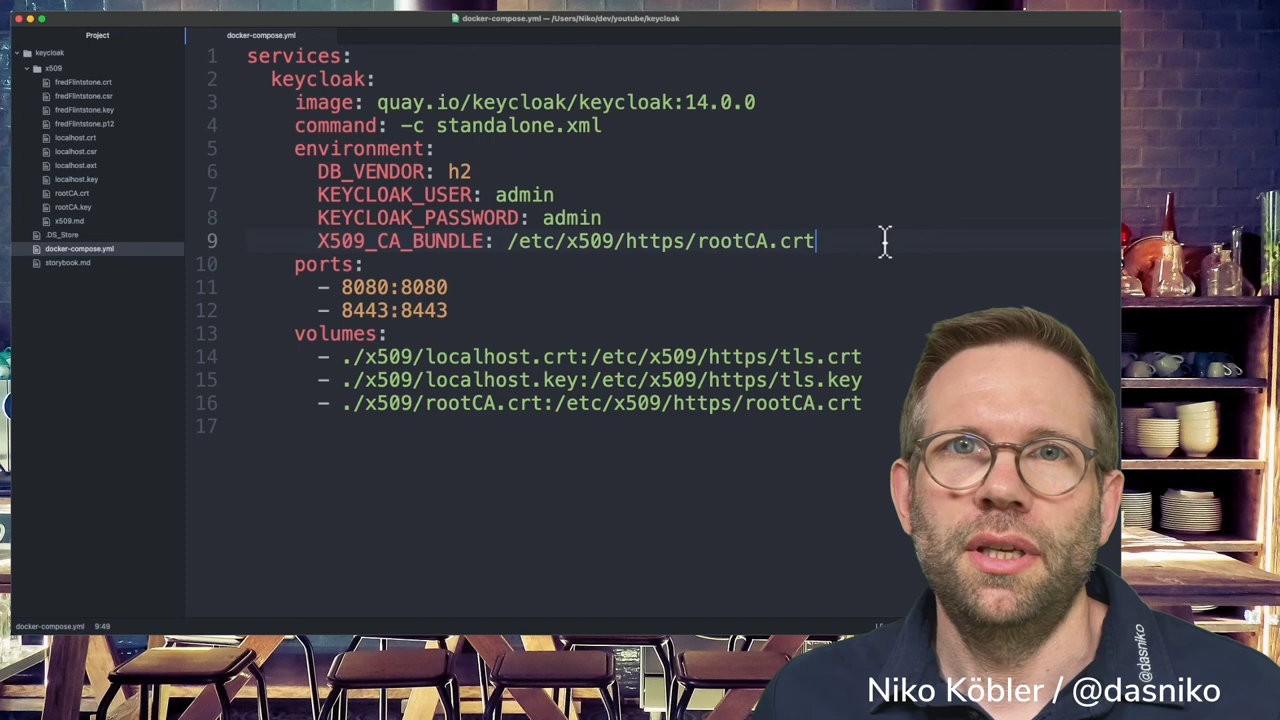 docker-compose.yml — /Users/Niko/dev/youtube/keycloak
Project
keycloak
x509
fredFlintstone.crt
fredFlintstone.csr
fredFlintstone.key
fredFlintstone.p12
localhost.crt
localhost.csr
localhost.ext
localhost.key
rootCA.crt
rootCA.key
x509.md
.DS_Store
docker-compose.yml
storybook.md
docker-compose.yml
1 services:
2 keycloak:
3 image: quay.io/keycloak/keycloak:14.0.0
4 command: -c standalone.xml
5 environment:
6 DB_VENDOR: h2
7 KEYCLOAK_USER: admin
8 KEYCLOAK_PASSWORD: admin
9 X509_CA_BUNDLE: /etc/x509/https/rootCA.crt
10 ports:
11 - 8080:8080
12 - 8443:8443
13 volumes:
14 - ./x509/localhost.crt:/etc/x509/https/tls.crt
15 - ./x509/localhost.key:/etc/x509/https/tls.key
16 - ./x509/rootCA.crt:/etc/x509/https/rootCA.crt
17
docker-compose.yml 9:49
@dasniko
Niko Köbler / @dasniko